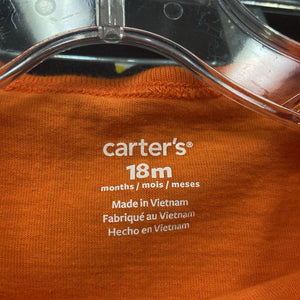 carter's®
18m
months / mois / meses
Made in Vietnam
Fabriqué au Vietnam
Hecho en Vietnam